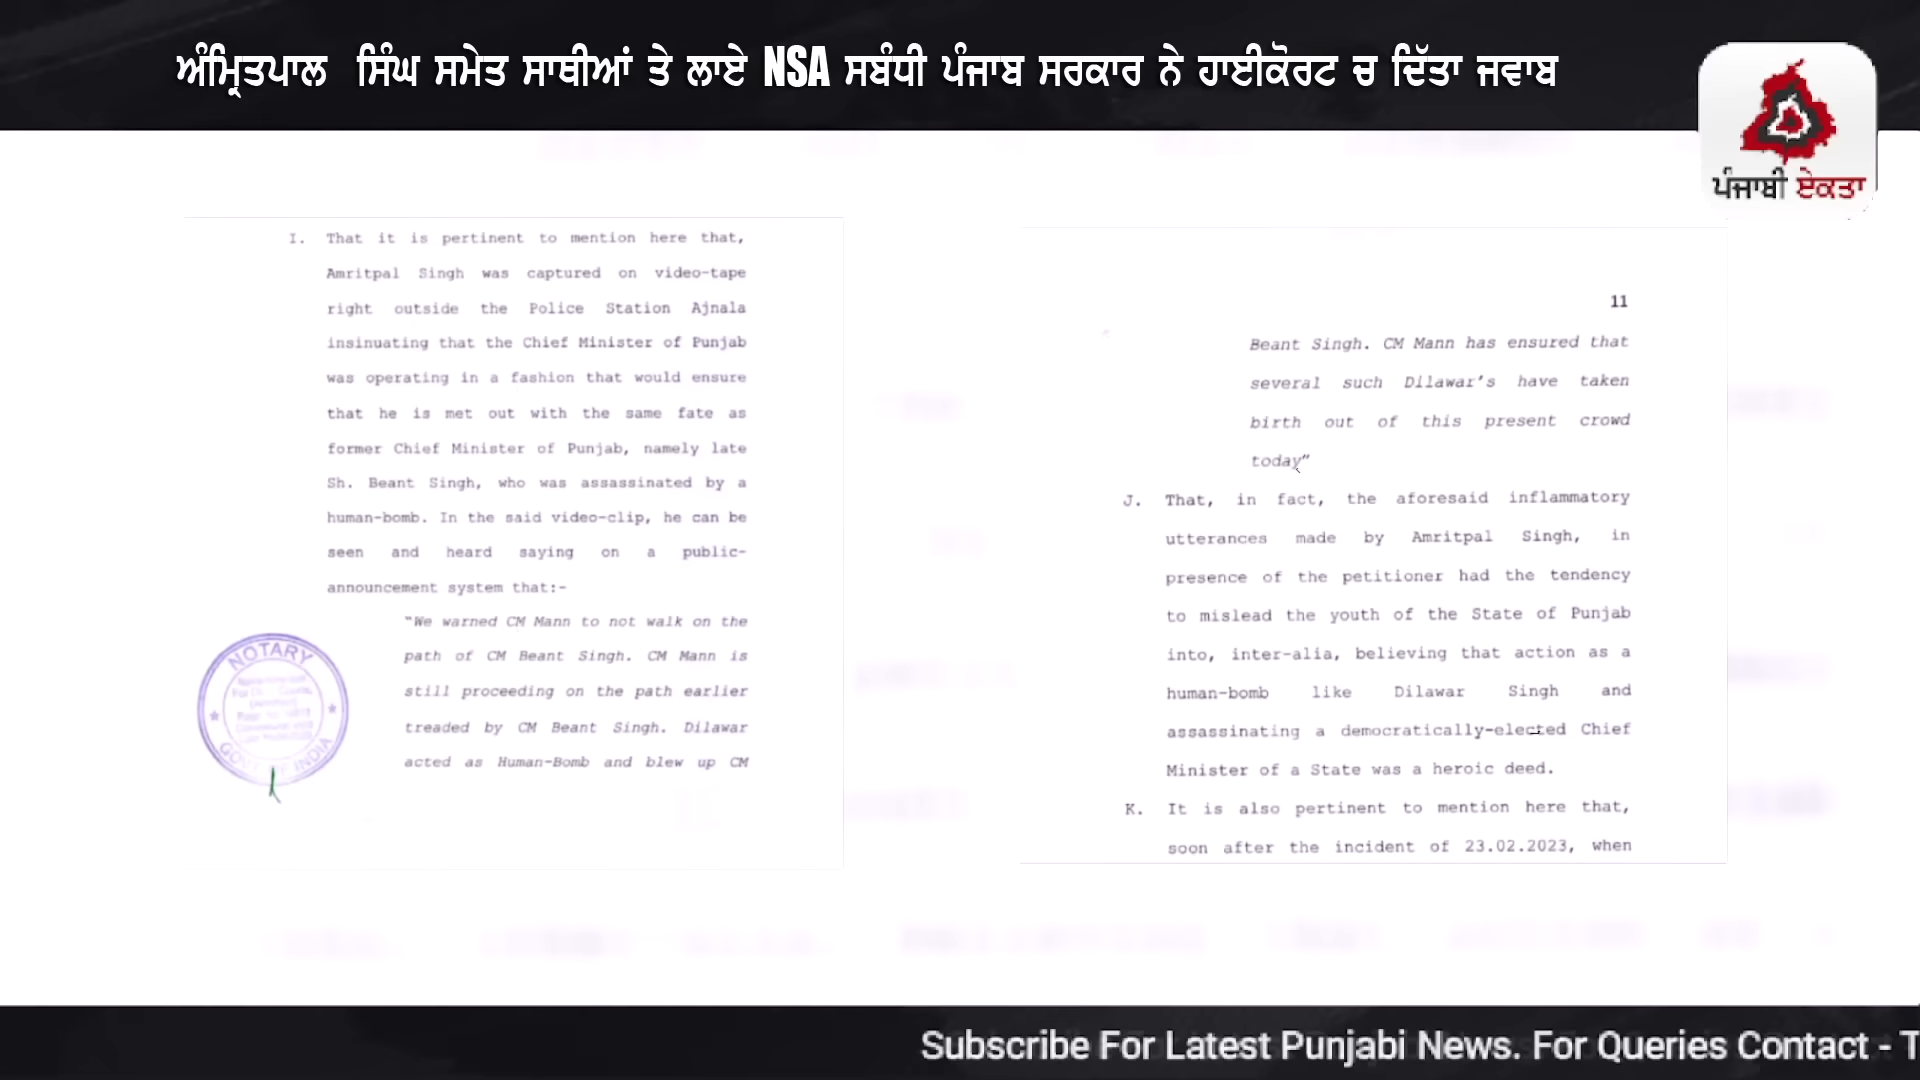 ਅੰਮ੍ਰਿਤਪਾਲ ਸਿੰਘ ਸਮੇਤ ਸਾਥੀਆਂ ਤੇ ਲਾਏ NSA ਸਬੰਧੀ ਪੰਜਾਬ ਸਰਕਾਰ ਨੇ ਹਾਈਕੋਰਟ ਚ ਦਿੱਤਾ ਜਵਾਬ
ਪੰਜਾਬੀ ਏਕਤਾ
I. That it is pertinent to mention here that,
Amritpal Singh was captured on video-tape
right outside the Police Station Ajnala
insinuating that the Chief Minister of Punjab
was operating in a fashion that would ensure
that he is met out with the same fate as
former Chief Minister of Punjab, namely late
Sh. Beant Singh, who was assassinated by a
human-bomb. In the said video-clip, he can be
seen and heard saying on a public-
announcement system that:-
"We warned CM Mann to not walk on the
path of CM Beant Singh. CM Mann is
still proceeding on the path earlier
treaded by CM Beant Singh. Dilawar
acted as Human-Bomb and blew up CM
NOTARY
GOVT OF INDIA
11
Beant Singh. CM Mann has ensured that
several such Dilawar's have taken
birth out of this present crowd
today"
J. That, in fact, the aforesaid inflammatory
utterances made by Amritpal Singh, in
presence of the petitioner had the tendency
to mislead the youth of the State of Punjab
into, inter-alia, believing that action as a
human-bomb like Dilawar Singh and
assassinating a democratically-elected Chief
Minister of a State was a heroic deed.
K. It is also pertinent to mention here that,
soon after the incident of 23.02.2023, when
Subscribe For Latest Punjabi News. For Queries Contact - T